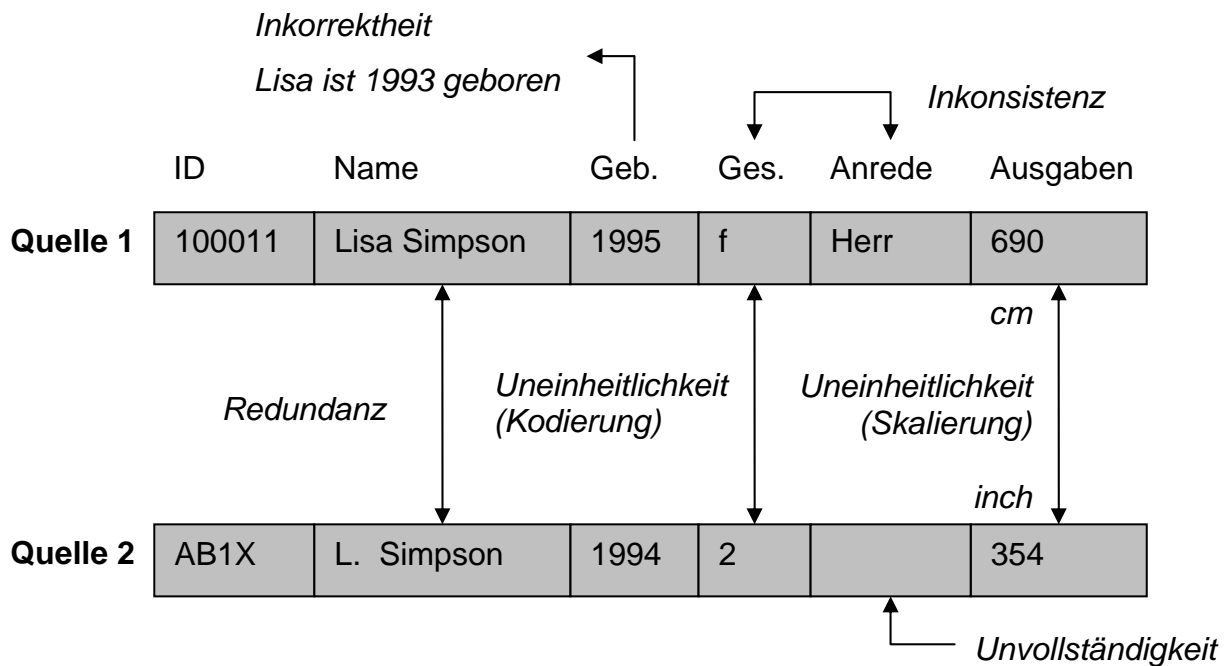 Inkorrektheit
Lisa ist 1993 geboren
Inkonsistenz
ID Name Geb. Ges. Anrede Ausgaben
Quelle 1 100011 Lisa Simpson 1995 f Herr 690
cm
Redundanz
Uneinheitlichkeit
(Kodierung)
Uneinheitlichkeit
(Skalierung)
inch
Quelle 2 AB1X L. Simpson 1994 2 354
Unvollständigkeit